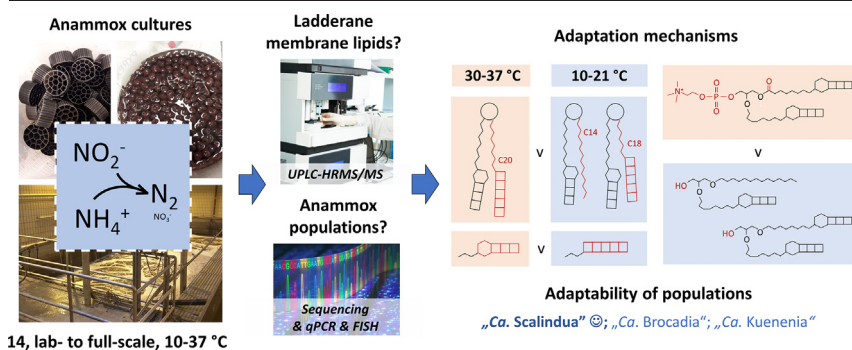 Anammox cultures
NO₂⁻
NH₄⁺
N₂
NO₃⁻
14, lab- to full-scale, 10-37 °C
Ladderane
membrane lipids?
UPLC-HRMS/MS
Anammox
populations?
Sequencing
& qPCR & FISH
Adaptation mechanisms
30-37 °C
10-21 °C
C20
v
C14
C18
v
N⁺
O
P
O
O
O
O
O
v
HO
O
O
HO
O
O
Adaptability of populations
„Ca. Scalindua” ☺; „Ca. Brocadia“; „Ca. Kuenenia“